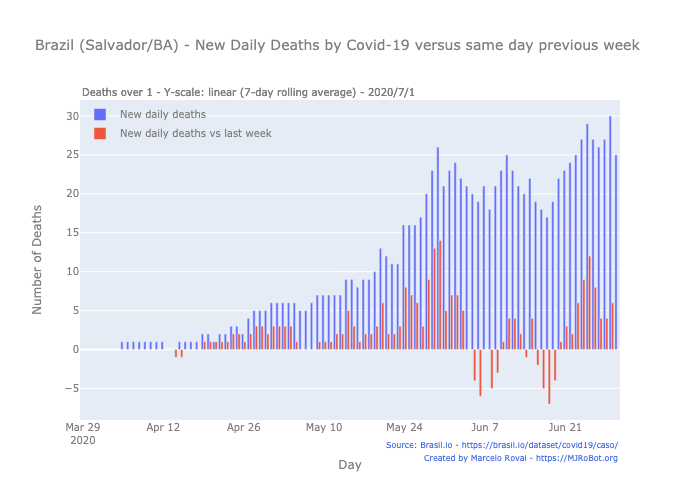 Brazil (Salvador/BA) - New Daily Deaths by Covid-19 versus same day previous week
Deaths over 1 - Y-scale: linear (7-day rolling average) - 2020/7/1
New daily deaths
New daily deaths vs last week
30
25
20
15
10
5
0
−5
Number of Deaths
Mar 29
2020
Apr 12
Apr 26
May 10
May 24
Jun 7
Jun 21
Day
Source: Brasil.io - https://brasil.io/dataset/covid19/caso/
Created by Marcelo Rovai - https://MJRoBot.org